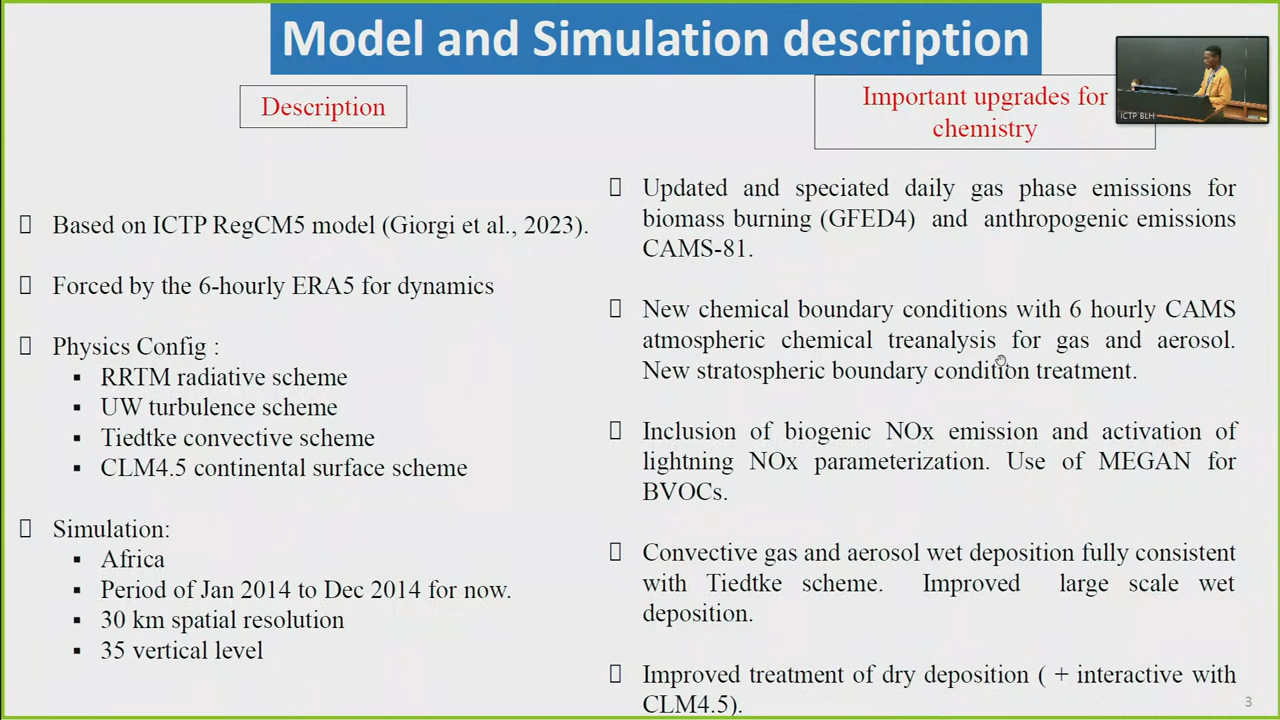 Model and Simulation description
Description
Based on ICTP RegCM5 model (Giorgi et al., 2023).
Forced by the 6-hourly ERA5 for dynamics
Physics Config :
▪ RRTM radiative scheme
▪ UW turbulence scheme
▪ Tiedtke convective scheme
▪ CLM4.5 continental surface scheme
Simulation:
▪ Africa
▪ Period of Jan 2014 to Dec 2014 for now.
▪ 30 km spatial resolution
▪ 35 vertical level
Important upgrades for
chemistry
Updated and speciated daily gas phase emissions for
biomass burning (GFED4) and anthropogenic emissions
CAMS-81.
New chemical boundary conditions with 6 hourly CAMS
atmospheric chemical treanalysis for gas and aerosol.
New stratospheric boundary condition treatment.
Inclusion of biogenic NOx emission and activation of
lightning NOx parameterization. Use of MEGAN for
BVOCs.
Convective gas and aerosol wet deposition fully consistent
with Tiedtke scheme. Improved large scale wet
deposition.
Improved treatment of dry deposition ( + interactive with
CLM4.5).
ICTP BLH
3